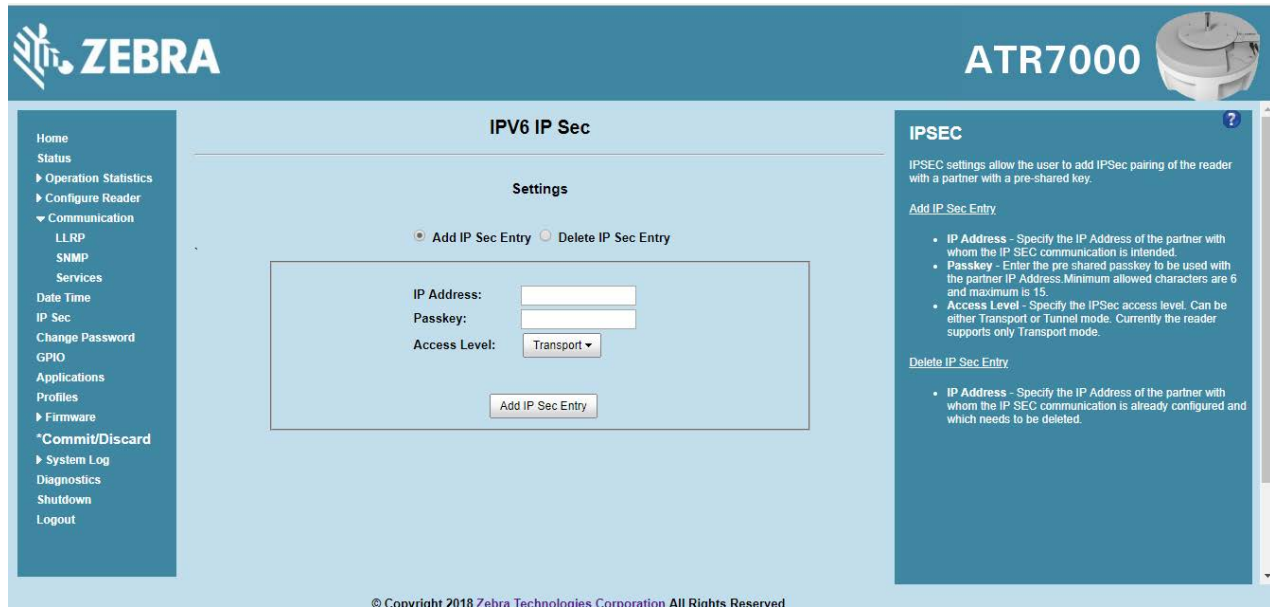 ZEBRA
ATR7000
Home
Status
Operation Statistics
Configure Reader
Communication
LLRP
SNMP
Services
Date Time
IP Sec
Change Password
GPIO
Applications
Profiles
Firmware
*Commit/Discard
System Log
Diagnostics
Shutdown
Logout
IPV6 IP Sec
Settings
Add IP Sec Entry Delete IP Sec Entry
IP Address:
Passkey:
Access Level: Transport
Add IP Sec Entry
?
IPSEC
IPSEC settings allow the user to add IPSec pairing of the reader
with a partner with a pre-shared key.
Add IP Sec Entry
• IP Address - Specify the IP Address of the partner with
whom the IP SEC communication is intended.
• Passkey - Enter the pre shared passkey to be used with
the partner IP Address.Minimum allowed characters are 6
and maximum is 15.
• Access Level - Specify the IPSec access level. Can be
either Transport or Tunnel mode. Currently the reader
supports only Transport mode.
Delete IP Sec Entry
• IP Address - Specify the IP Address of the partner with
whom the IP SEC communication is already configured and
which needs to be deleted.
© Copyright 2018 Zebra Technologies Corporation All Rights Reserved